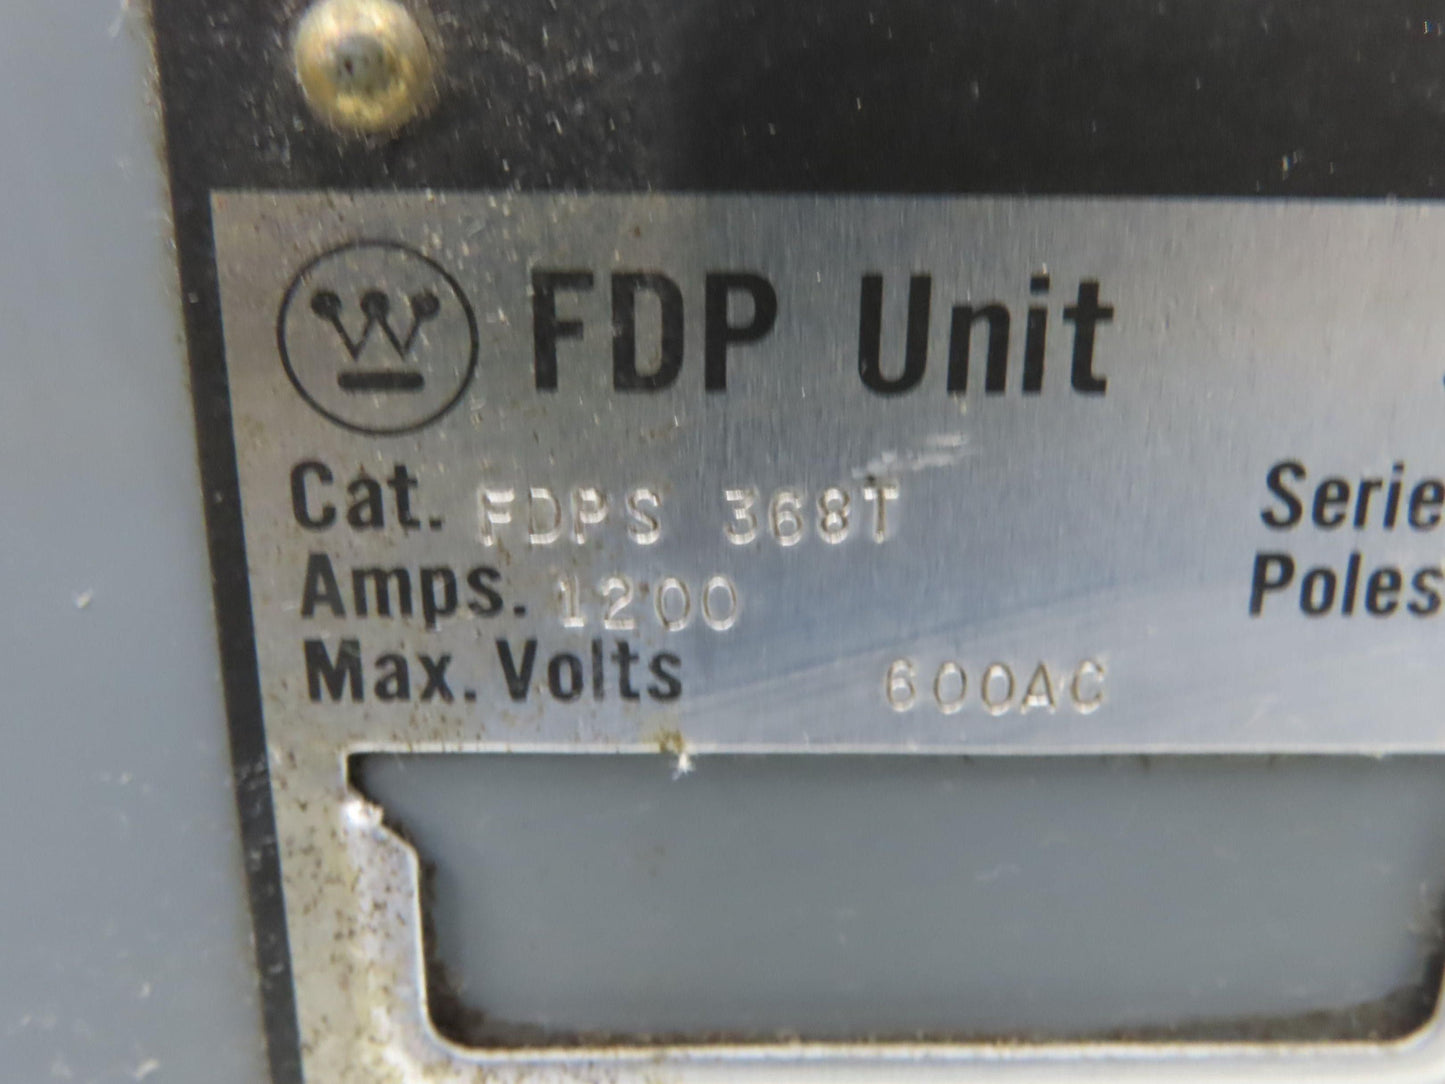 FDP Unit
Cat. FDPS 368T Serie
Amps. 1200 Poles
Max. Volts 600AC